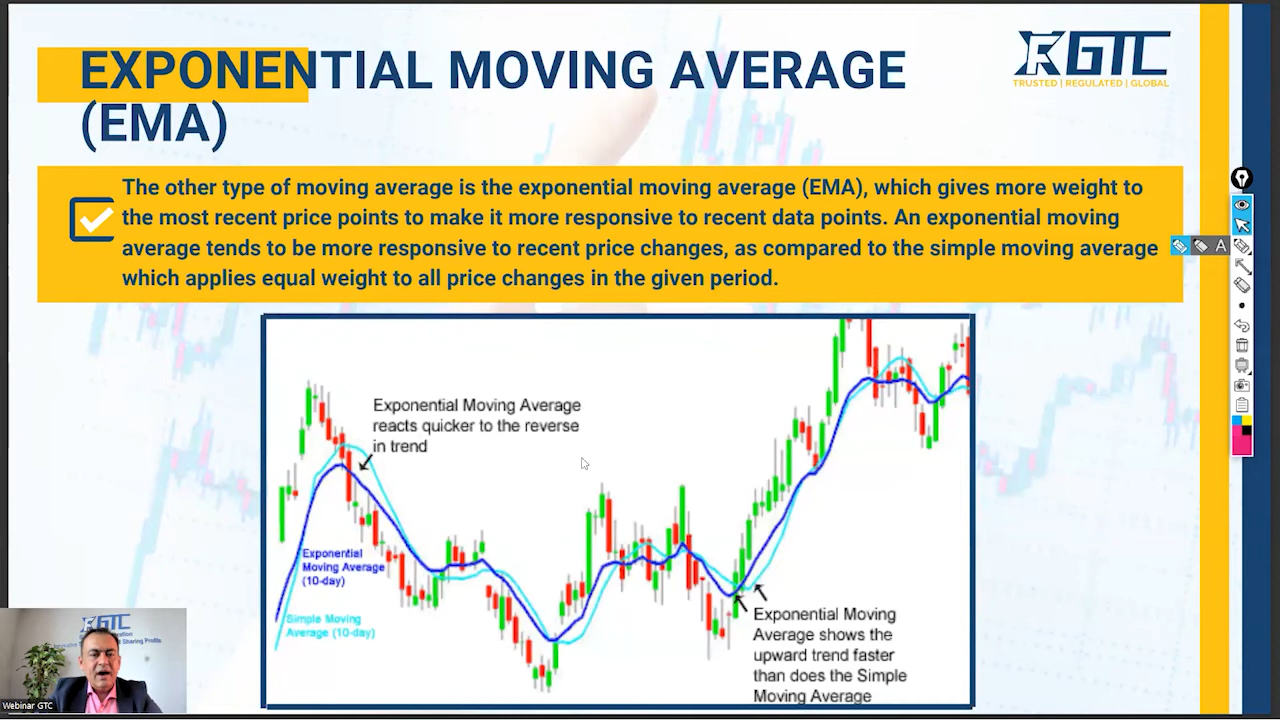 EXPONENTIAL MOVING AVERAGE
(EMA)
GTC
TRUSTED | REGULATED | GLOBAL
The other type of moving average is the exponential moving average (EMA), which gives more weight to
the most recent price points to make it more responsive to recent data points. An exponential moving
average tends to be more responsive to recent price changes, as compared to the simple moving average
which applies equal weight to all price changes in the given period.
A
Exponential Moving Average
reacts quicker to the reverse
in trend
Exponential
Moving Average
(10-day)
Simple Moving
Average (10-day)
Exponential Moving
Average shows the
upward trend faster
than does the Simple
Moving Average
GTC
Sharing Profits
Webinar GTC